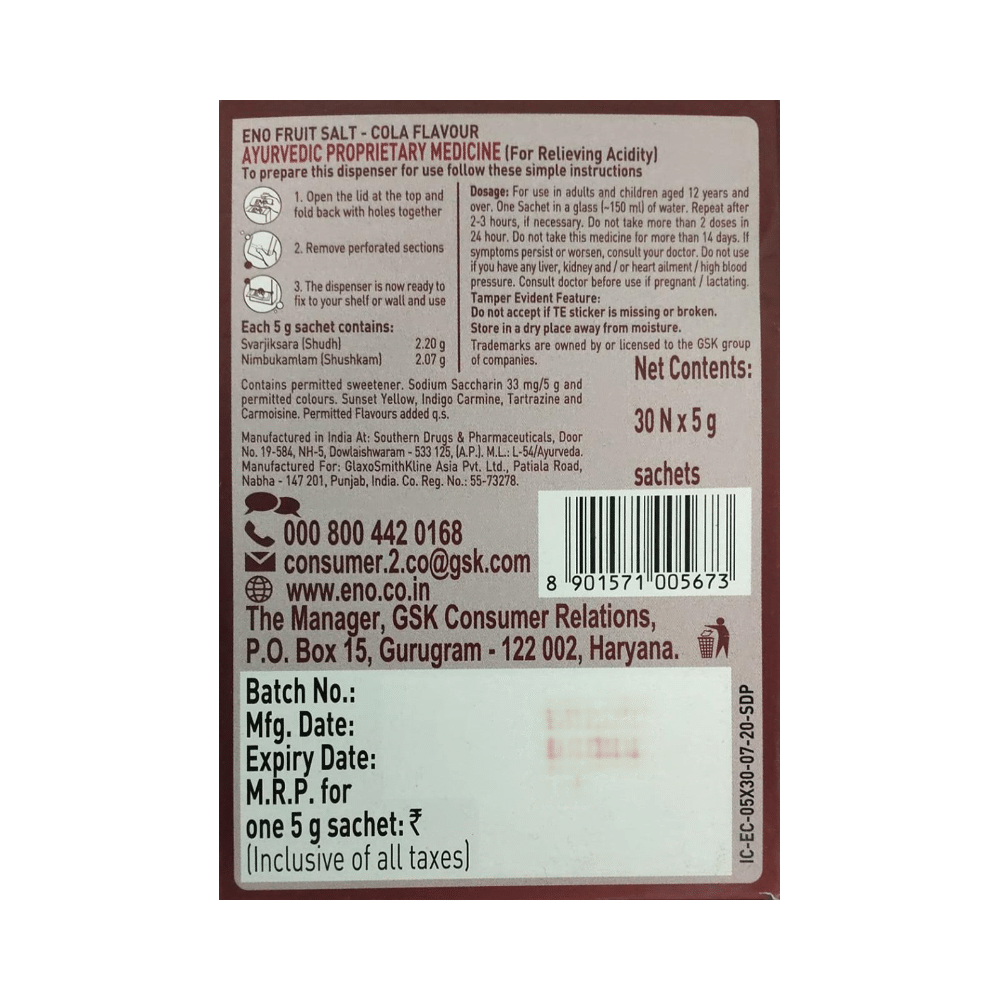 ENO FRUIT SALT - COLA FLAVOUR
AYURVEDIC PROPRIETARY MEDICINE (For Relieving Acidity)
To prepare this dispenser for use follow these simple instructions
1. Open the lid at the top and
fold back with holes together
2. Remove perforated sections
3. The dispenser is now ready to
fix to your shelf or wall and use
Each 5 g sachet contains:
Svarjiksara (Shudh) 2.20 g
Nimbukamlam (Shushkam) 2.07 g
Dosage: For use in adults and children aged 12 years and
over. One Sachet in a glass (~150 ml) of water. Repeat after
2-3 hours, if necessary. Do not take more than 2 doses in
24 hour. Do not take this medicine for more than 14 days. If
symptoms persist or worsen, consult your doctor. Do not use
if you have any liver, kidney and / or heart ailment / high blood
pressure. Consult doctor before use if pregnant / lactating.
Tamper Evident Feature:
Do not accept if TE sticker is missing or broken.
Store in a dry place away from moisture.
Trademarks are owned by or licensed to the GSK group
of companies.
Contains permitted sweetener. Sodium Saccharin 33 mg/5 g and
permitted colours. Sunset Yellow, Indigo Carmine, Tartrazine and
Carmoisine. Permitted Flavours added q.s.
Manufactured in India At: Southern Drugs & Pharmaceuticals, Door
No. 19-584, NH-5, Dowlaishwaram - 533 125, (A.P.). M.L.: L-54/Ayurveda.
Manufactured For: GlaxoSmithKline Asia Pvt. Ltd., Patiala Road,
Nabha - 147 201, Punjab, India. Co. Reg. No.: 55-73278.
Net Contents:
30 N x 5 g
sachets
000 800 442 0168
consumer.2.co@gsk.com
www.eno.co.in
8 901571 005673
The Manager, GSK Consumer Relations,
P.O. Box 15, Gurugram - 122 002, Haryana.
Batch No.:
Mfg. Date:
Expiry Date:
M.R.P. for
one 5 g sachet: ₹
(Inclusive of all taxes)
IC-EC-05X30-07-20-SDP